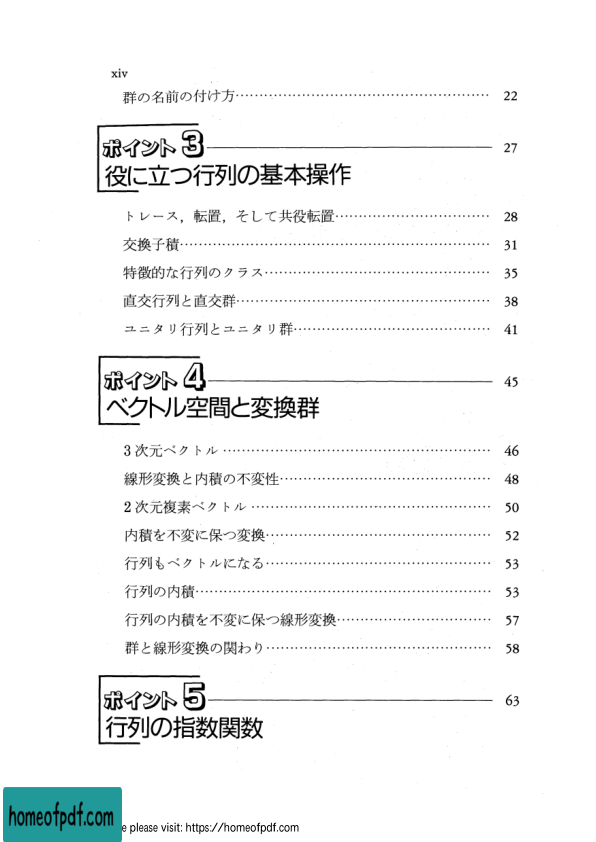 xiv
群の名前の付け方…………………………………………… 22
ポイント 3 27
役に立つ行列の基本操作
トレース，転置，そして共役転置………………………… 28
交換子積…………………………………………………… 31
特徴的な行列のクラス…………………………………… 35
直交行列と直交群………………………………………… 38
ユニタリ行列とユニタリ群……………………………… 41
ポイント 4 45
ベクトル空間と変換群
3次元ベクトル …………………………………………… 46
線形変換と内積の不変性………………………………… 48
2次元複素ベクトル ……………………………………… 50
内積を不変に保つ変換…………………………………… 52
行列もベクトルになる…………………………………… 53
行列の内積………………………………………………… 53
行列の内積を不変に保つ線形変換……………………… 57
群と線形変換の関わり…………………………………… 58
ポイント 5 63
行列の指数関数
homeofpdf.com
e please visit: https://homeofpdf.com